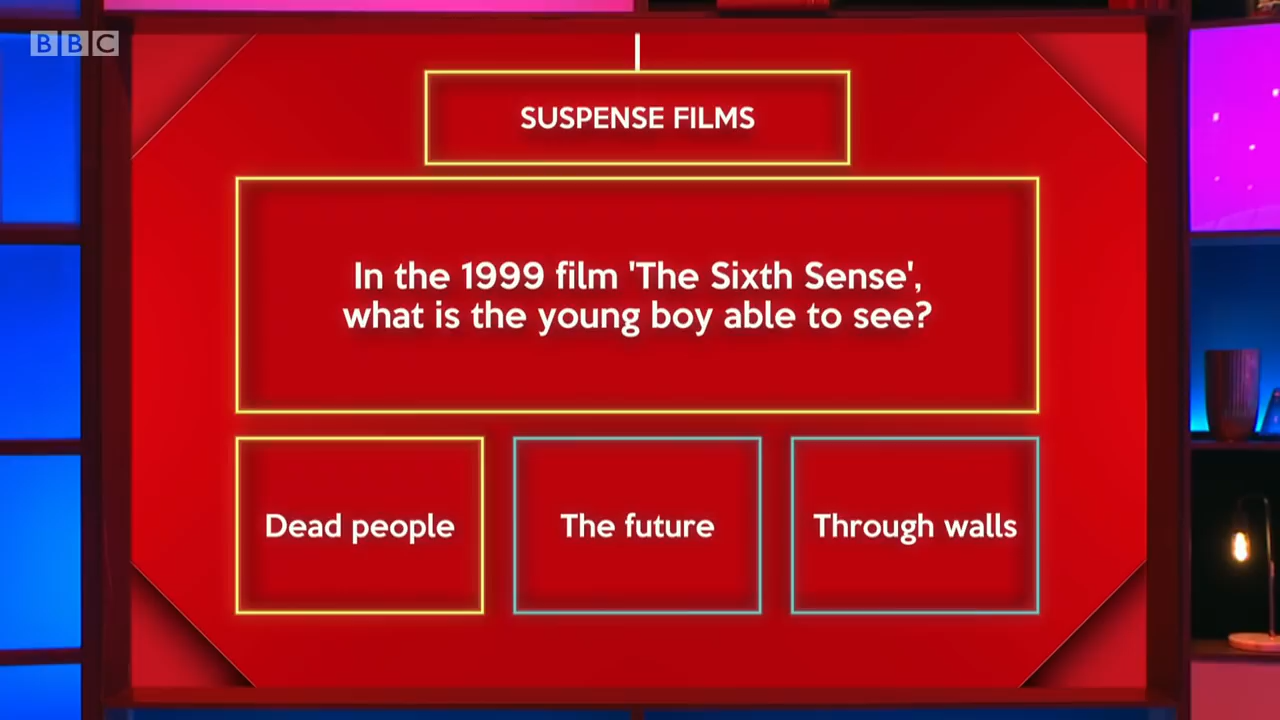 BBC
SUSPENSE FILMS
In the 1999 film 'The Sixth Sense',
what is the young boy able to see?
Dead people
The future
Through walls